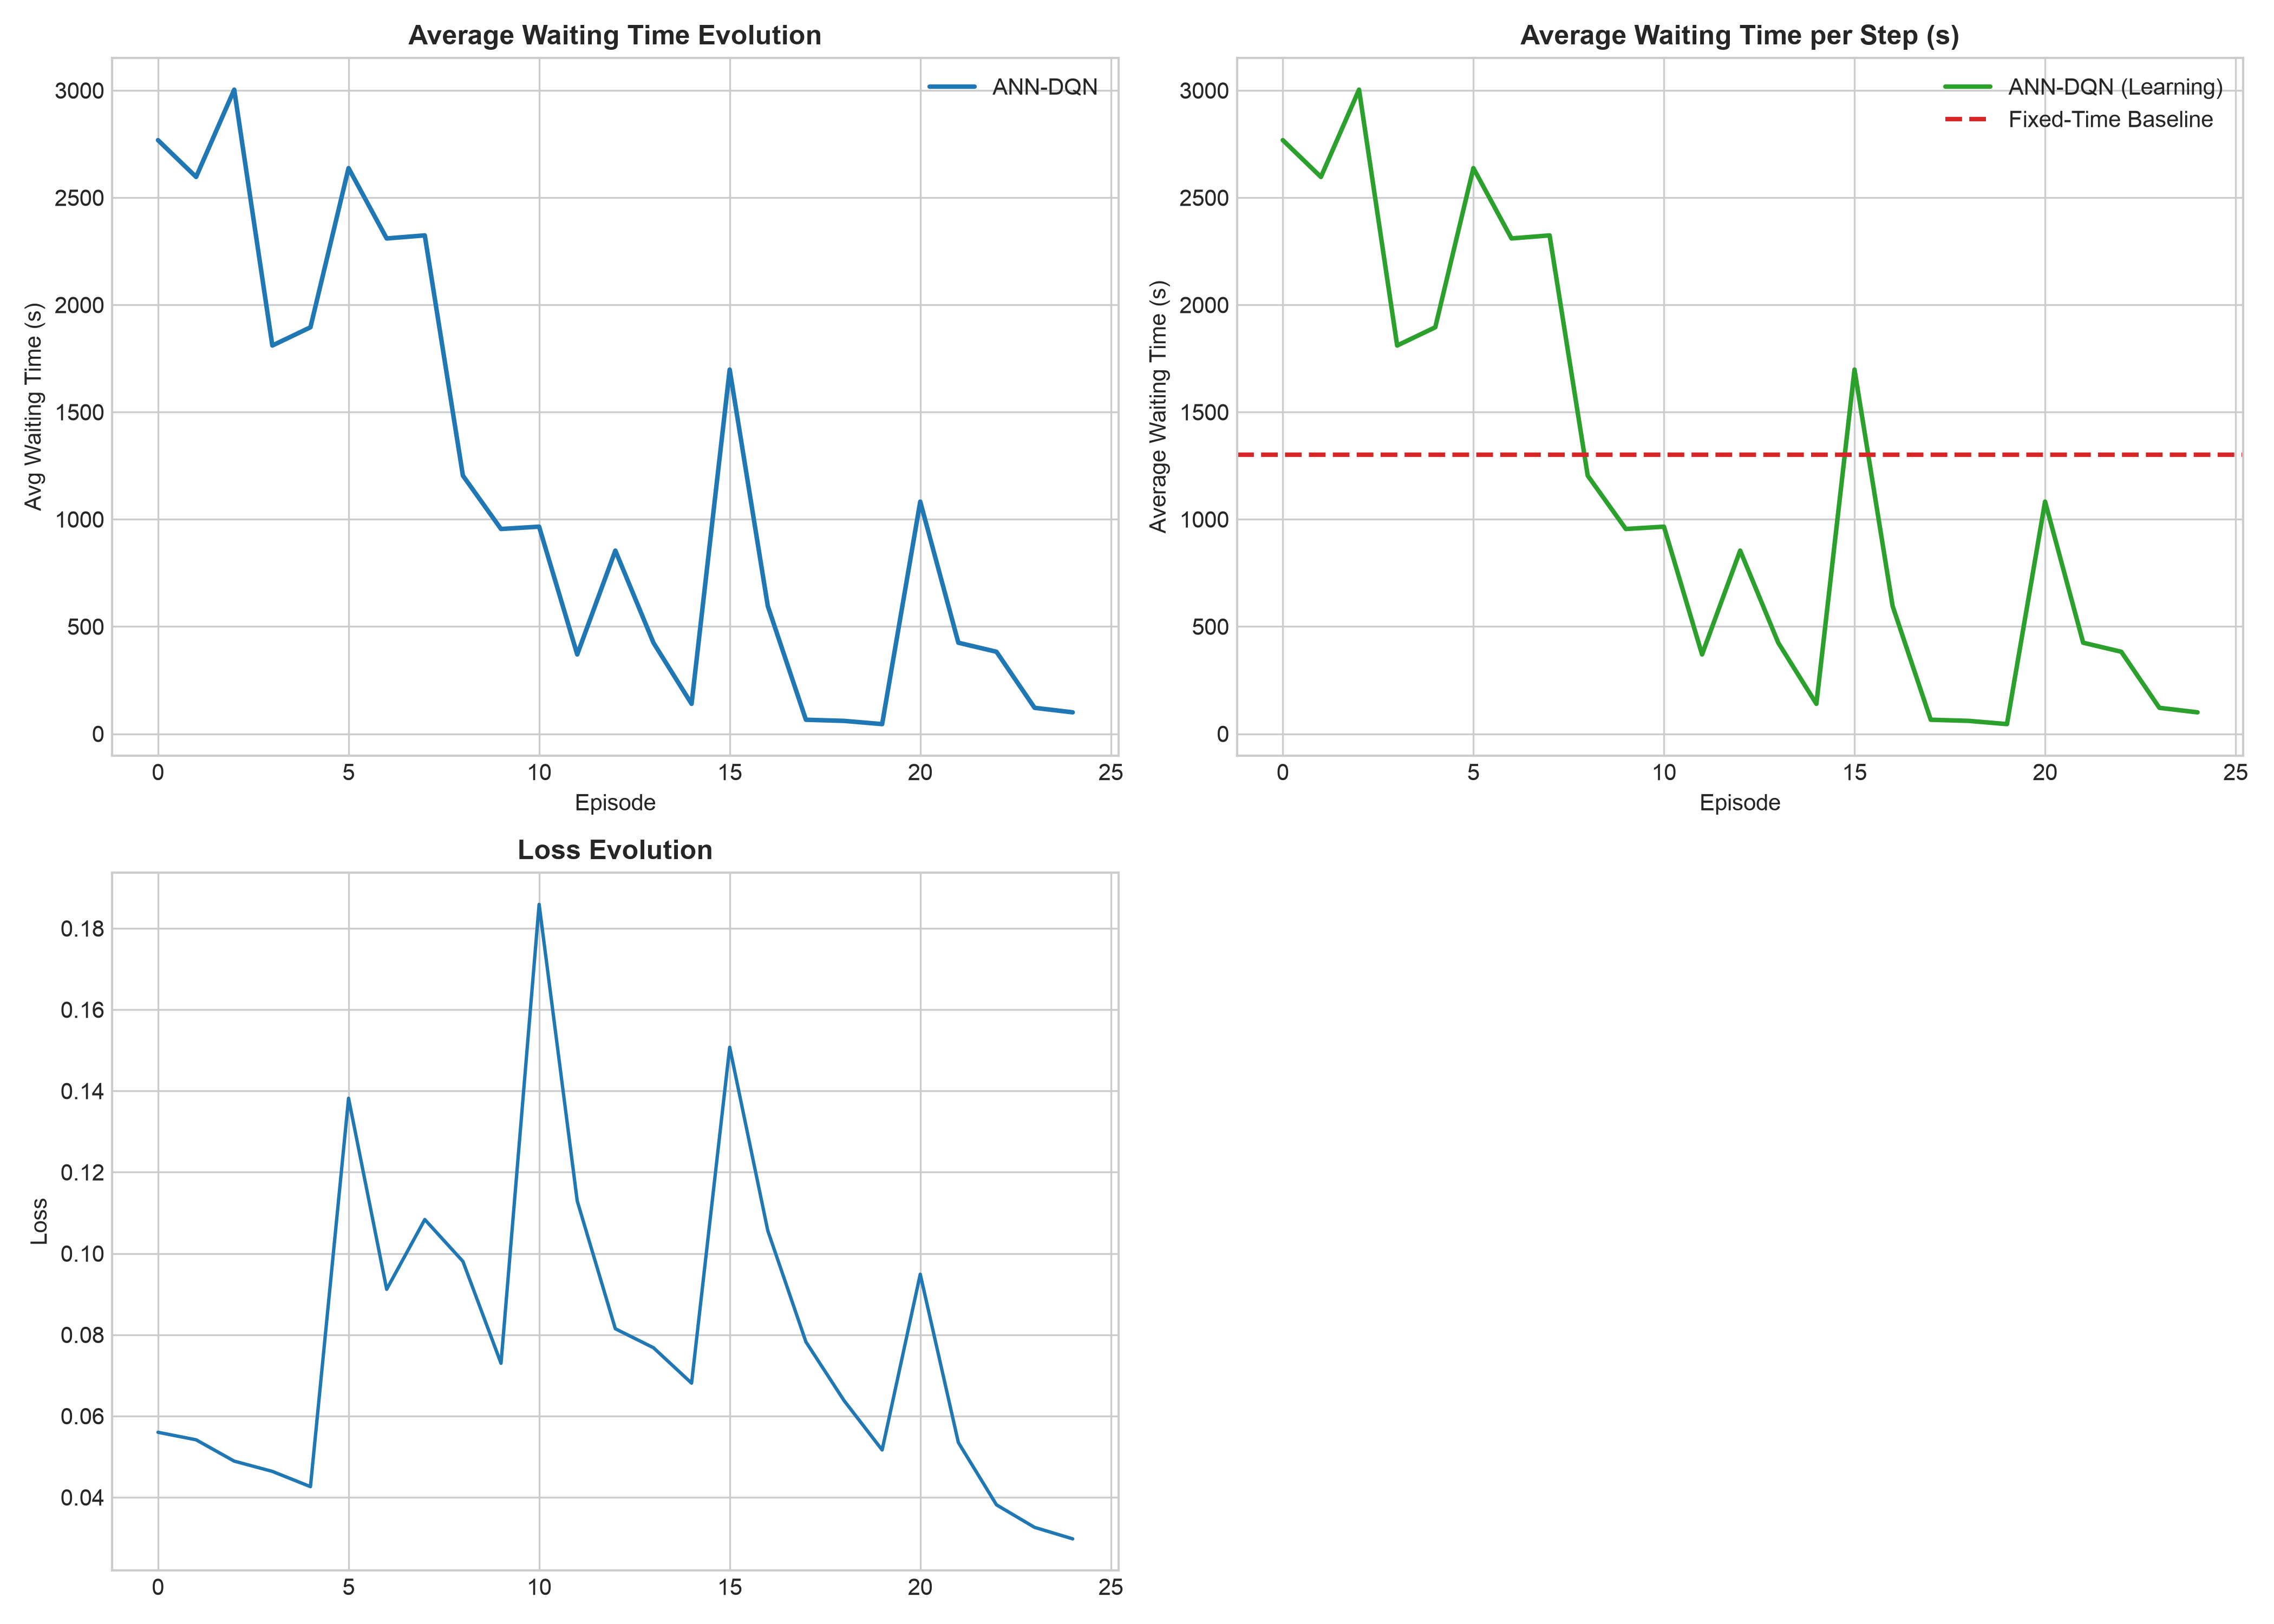 Average Waiting Time Evolution
ANN-DQN
3000
2500
2000
1500
1000
500
0
Avg Waiting Time (s)
0 5 10 15 20 25
Episode
Average Waiting Time per Step (s)
ANN-DQN (Learning)
Fixed-Time Baseline
3000
2500
2000
1500
1000
500
0
Average Waiting Time (s)
0 5 10 15 20 25
Episode
Loss Evolution
0.18
0.16
0.14
0.12
0.10
0.08
0.06
0.04
Loss
0 5 10 15 20 25